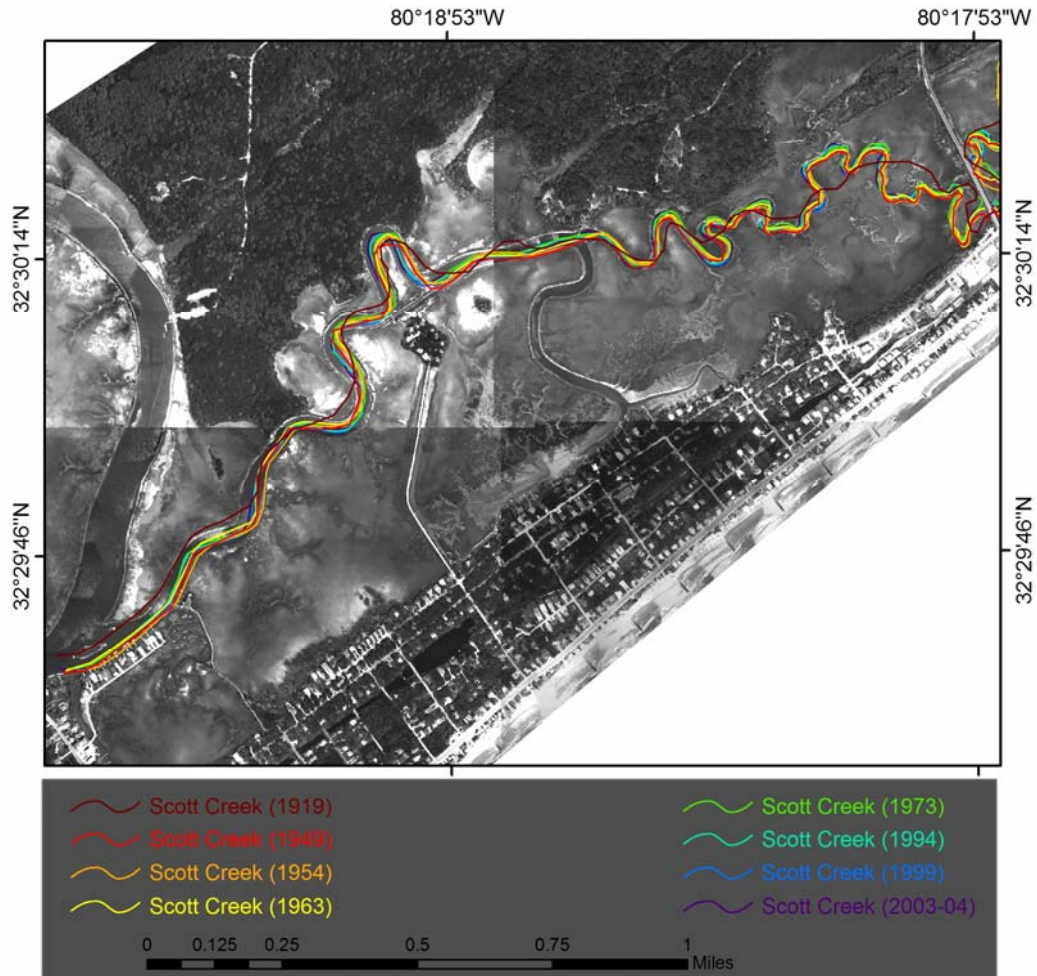 80°18'53"W 80°17'53"W
32°30'14"N 32°30'14"N
32°29'46"N 32°29'46"N
Scott Creek (1919) Scott Creek (1973)
Scott Creek (1949) Scott Creek (1994)
Scott Creek (1954) Scott Creek (1999)
Scott Creek (1963) Scott Creek (2003-04)
0 0.125 0.25 0.5 0.75 1
Miles